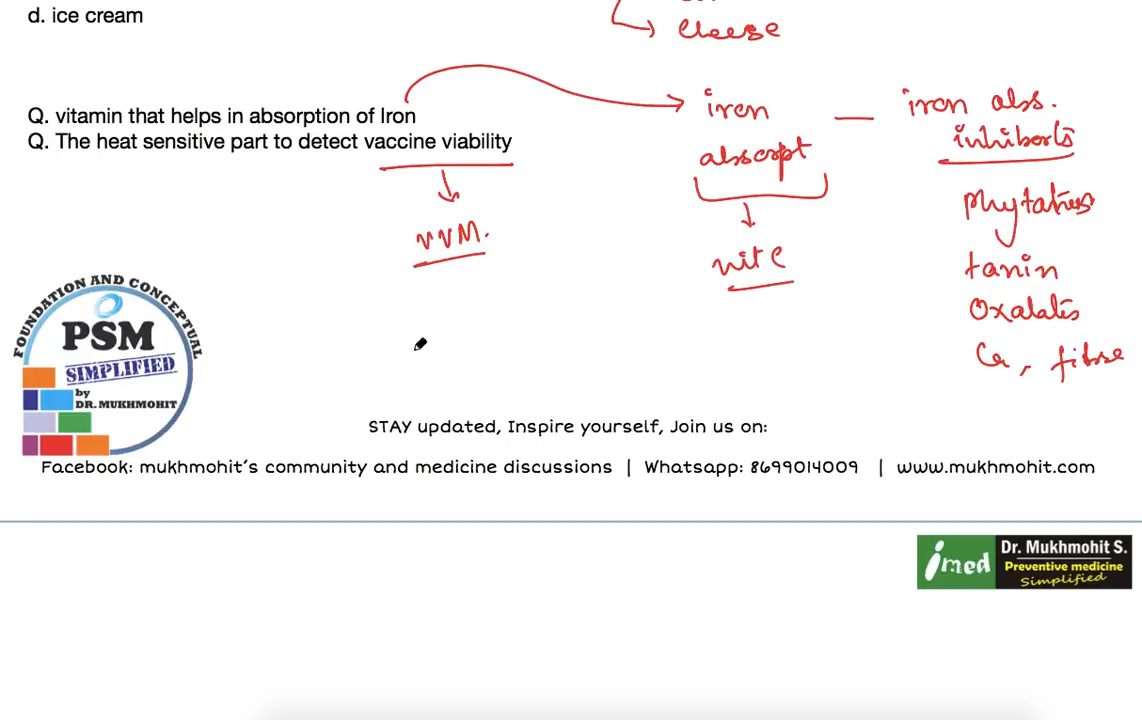 d. ice cream
Cheese
Q. vitamin that helps in absorption of Iron
Q. The heat sensitive part to detect vaccine viability
VVM.
iron
absorpt
vit C
iron abs.
inhiborts
Phytates
tanin
Oxalates
Ca, fibre
FOUNDATION AND CONCEPTUAL
PSM
SIMPLIFIED
by
DR. MUKHMOHIT
STAY updated, Inspire yourself, Join us on:
Facebook: mukhmohit's community and medicine discussions | Whatsapp: 8699014009 | www.mukhmohit.com
imed
Dr. Mukhmohit S.
Preventive medicine
Simplified